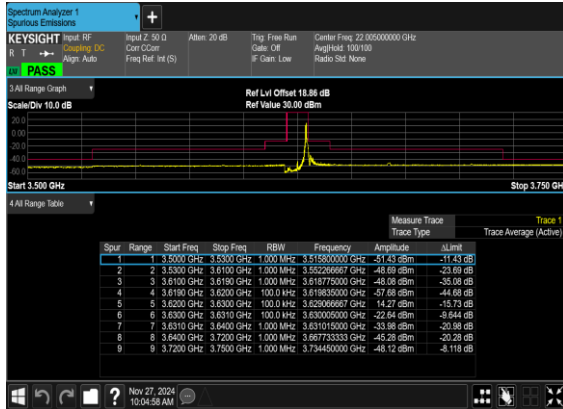 Spectrum Analyzer 1
Spurious Emissions
KEYSIGHT Input: RF Input Z: 50 Ω Atten: 20 dB Trig: Free Run Center Freq: 22.005000000 GHz
R T Coupling: DC Corr CCorr Gate: Off Avg|Hold: 100/100
Align: Auto Freq Ref: Int (S) IF Gain: Low Radio Std: None
PASS
3 All Range Graph
Ref Lvl Offset 18.86 dB
Scale/Div 10.0 dB Ref Value 30.00 dBm
20.0
0.00
-20.0
-40.0
-60.0
Start 3.500 GHz Stop 3.750 GH
4 All Range Table
Measure Trace Trace 1
Trace Type Trace Average (Active)
Spur Range Start Freq Stop Freq RBW Frequency Amplitude ΔLimit
1 1 3.5000 GHz 3.5300 GHz 1.000 MHz 3.515800000 GHz -51.43 dBm -11.43 dB
2 2 3.5300 GHz 3.6100 GHz 1.000 MHz 3.552266667 GHz -48.69 dBm -23.69 dB
3 3 3.6100 GHz 3.6190 GHz 1.000 MHz 3.618775000 GHz -48.08 dBm -35.08 dB
4 4 3.6190 GHz 3.6200 GHz 100.0 kHz 3.619835000 GHz -57.68 dBm -44.68 dB
5 5 3.6200 GHz 3.6300 GHz 100.0 kHz 3.629066667 GHz 14.27 dBm -15.73 dB
6 6 3.6300 GHz 3.6310 GHz 100.0 kHz 3.630005000 GHz -22.64 dBm -9.644 dB
7 7 3.6310 GHz 3.6400 GHz 1.000 MHz 3.631015000 GHz -33.98 dBm -20.98 dB
8 8 3.6400 GHz 3.7200 GHz 1.000 MHz 3.667733333 GHz -45.28 dBm -20.28 dB
9 9 3.7200 GHz 3.7500 GHz 1.000 MHz 3.734450000 GHz -48.12 dBm -8.118 dB
Nov 27, 2024
10:04:58 AM